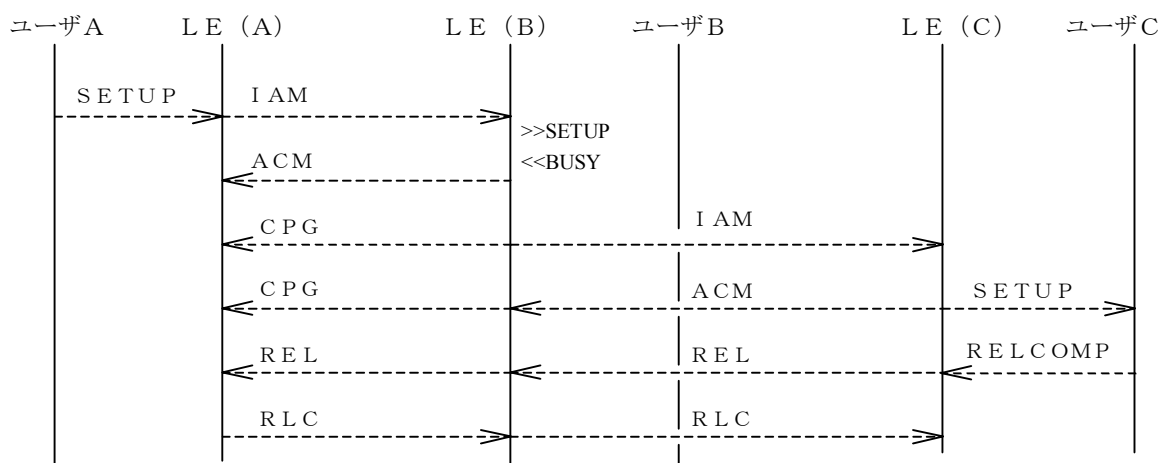 ユーザA ＬＥ（A） ＬＥ（B） ユーザB ＬＥ（C） ユーザC
ＳＥＴＵＰ ＩＡＭ
>>SETUP
ＡＣＭ <<BUSY
ＣＰＧ ＩＡＭ
ＣＰＧ ＡＣＭ ＳＥＴＵＰ
ＲＥＬ ＲＥＬ ＲＥＬＣＯＭＰ
ＲＬＣ ＲＬＣ